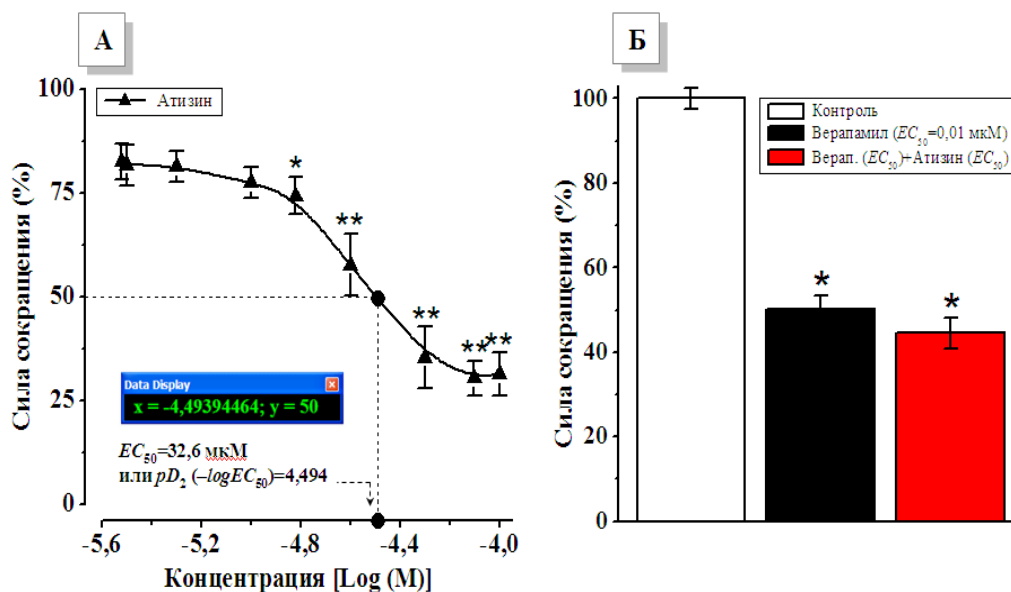 А
Сила сокращения (%)
100
75
50
25
0
Атизин
*
**
**
**
**
Data Display
x = -4,49394464; y = 50
EC50=32,6 мкМ
или pD2 (–logEC50)=4,494
-5,6
-5,2
-4,8
-4,4
-4,0
Концентрация [Log (M)]
Б
Сила сокращения (%)
100
80
60
40
20
0
Контроль
Верапамил (EC50=0,01 мкМ)
Верап. (EC50)+Атизин (EC50)
*
*